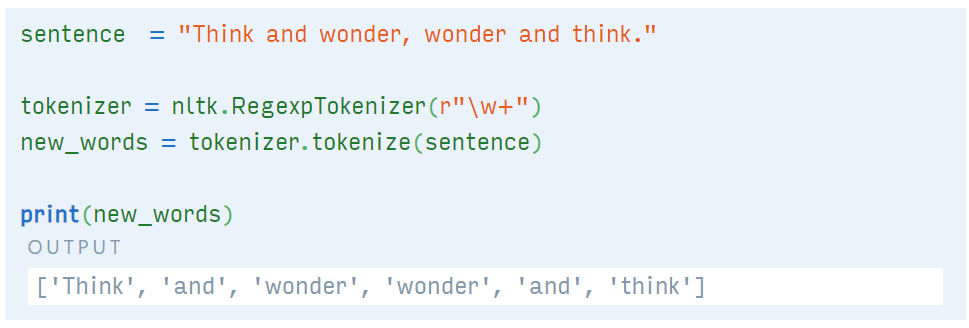 sentence = "Think and wonder, wonder and think."
tokenizer = nltk.RegexpTokenizer(r"\w+")
new_words = tokenizer.tokenize(sentence)
print(new_words)
OUTPUT
['Think', 'and', 'wonder', 'wonder', 'and', 'think']